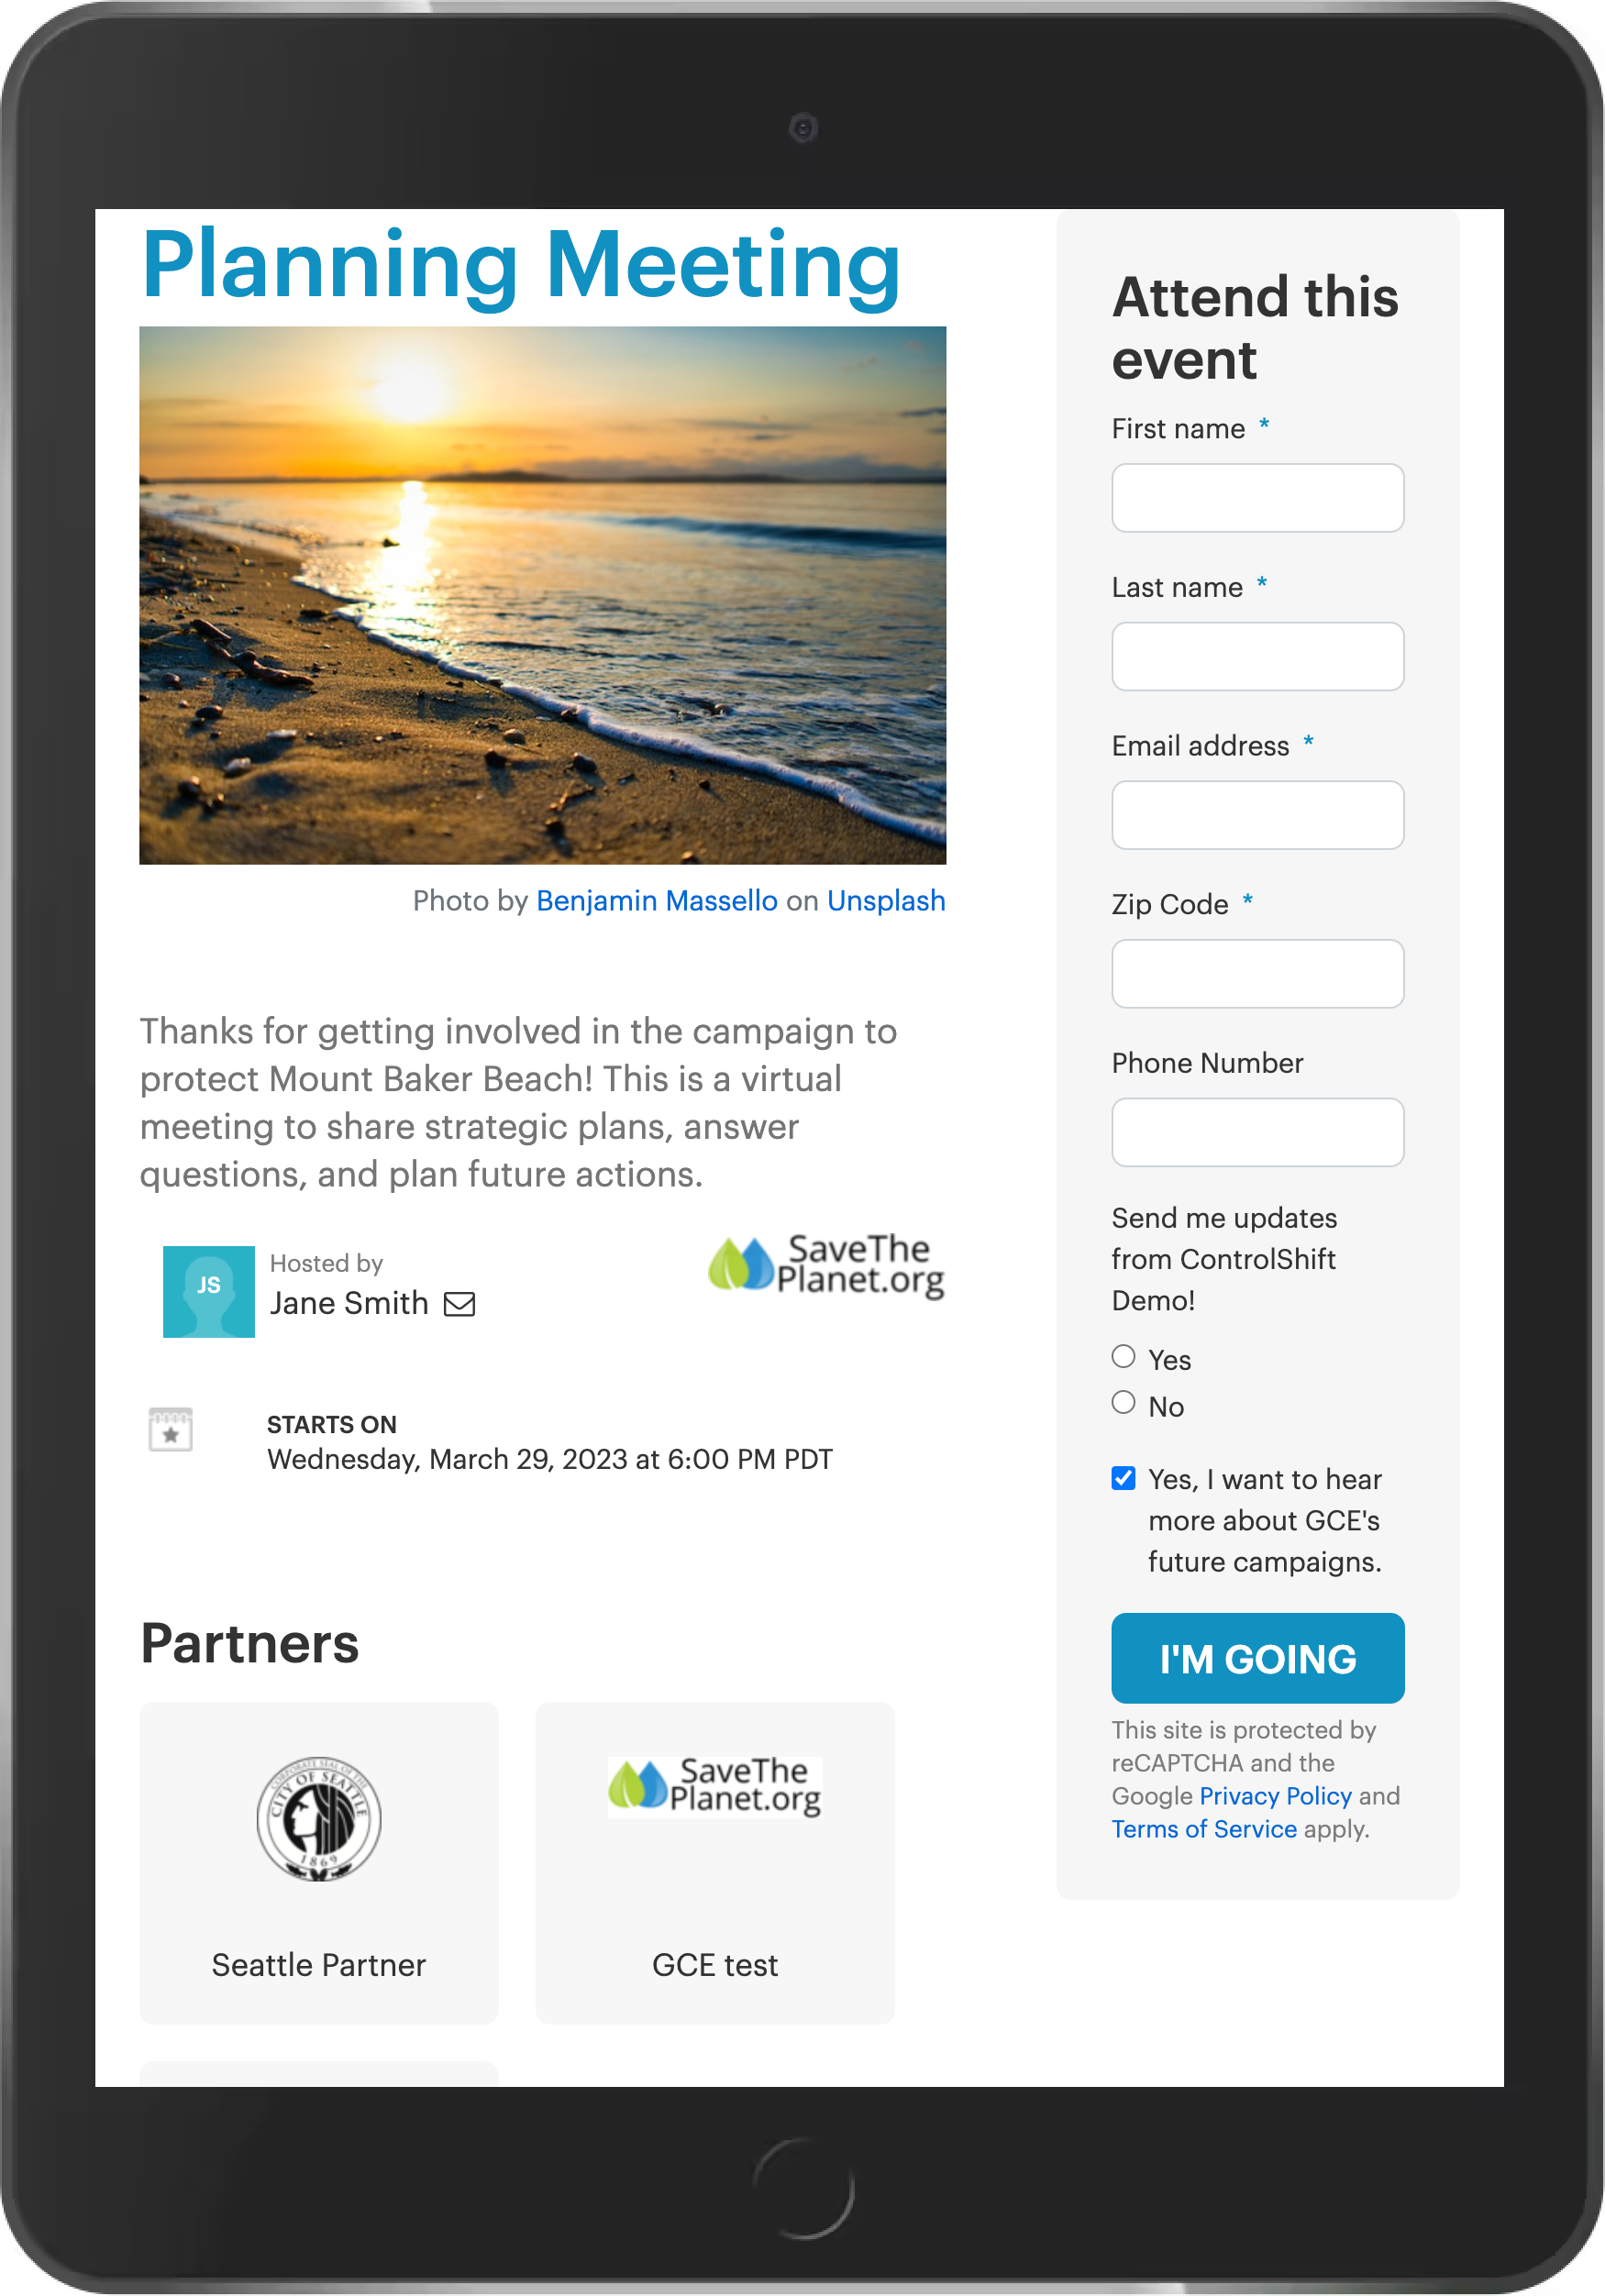 Planning Meeting
Photo by Benjamin Massello on Unsplash
Thanks for getting involved in the campaign to
protect Mount Baker Beach! This is a virtual
meeting to share strategic plans, answer
questions, and plan future actions.
JS
Hosted by
Jane Smith
SaveThe
Planet.org
STARTS ON
Wednesday, March 29, 2023 at 6:00 PM PDT
Partners
CORPORATE SEAL OF THE
CITY OF SEATTLE
1869
Seattle Partner
SaveThe
Planet.org
GCE test
Attend this
event
First name *
Last name *
Email address *
Zip Code *
Phone Number
Send me updates
from ControlShift
Demo!
Yes
No
Yes, I want to hear
more about GCE's
future campaigns.
I'M GOING
This site is protected by
reCAPTCHA and the
Google Privacy Policy and
Terms of Service apply.